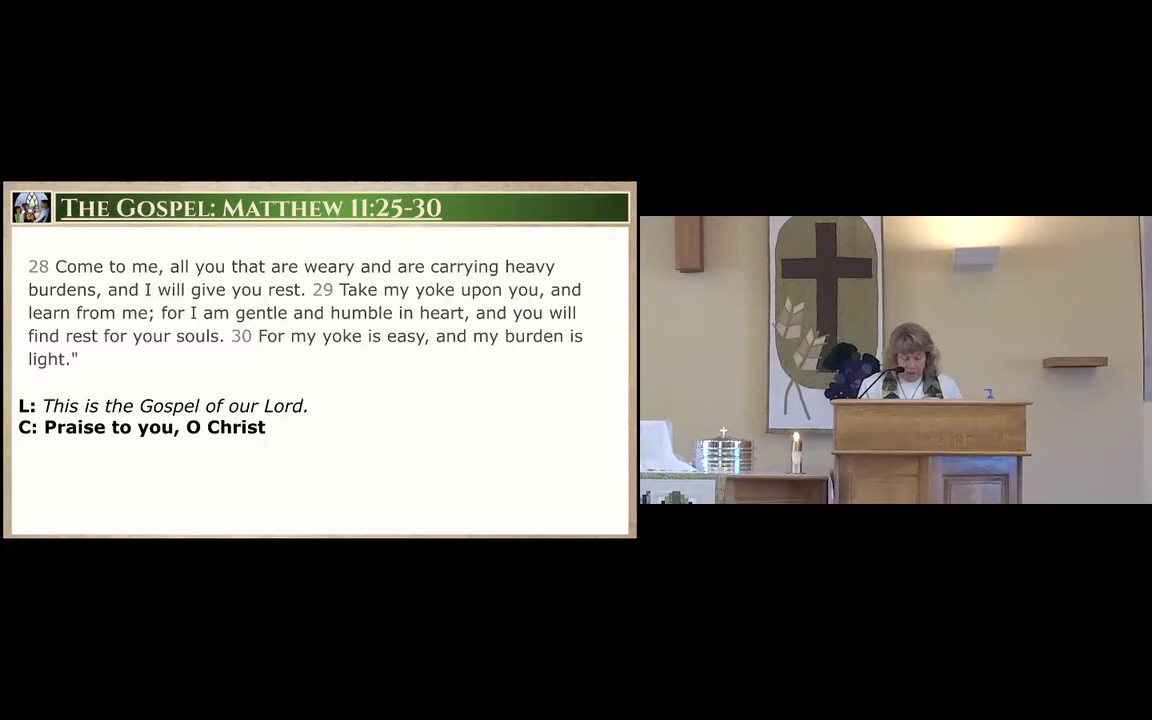 THE GOSPEL: MATTHEW 11:25-30
28 Come to me, all you that are weary and are carrying heavy
burdens, and I will give you rest. 29 Take my yoke upon you, and
learn from me; for I am gentle and humble in heart, and you will
find rest for your souls. 30 For my yoke is easy, and my burden is
light."
L: This is the Gospel of our Lord.
C: Praise to you, O Christ